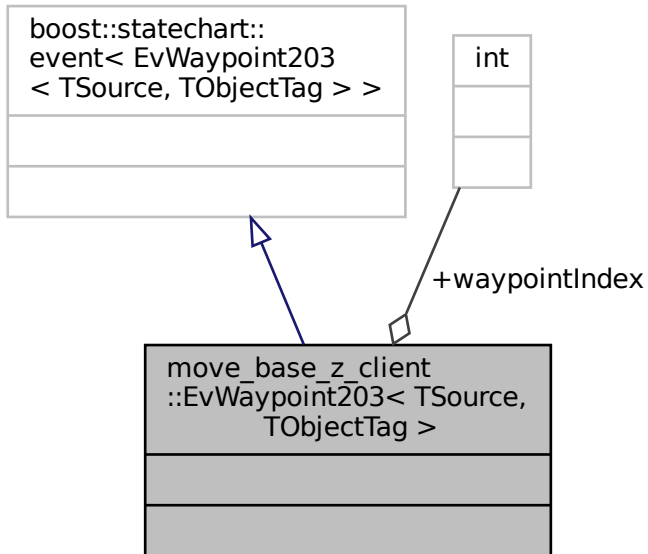 boost::statechart::
event< EvWaypoint203
< TSource, TObjectTag > >
int
+waypointIndex
move_base_z_client
::EvWaypoint203< TSource,
TObjectTag >